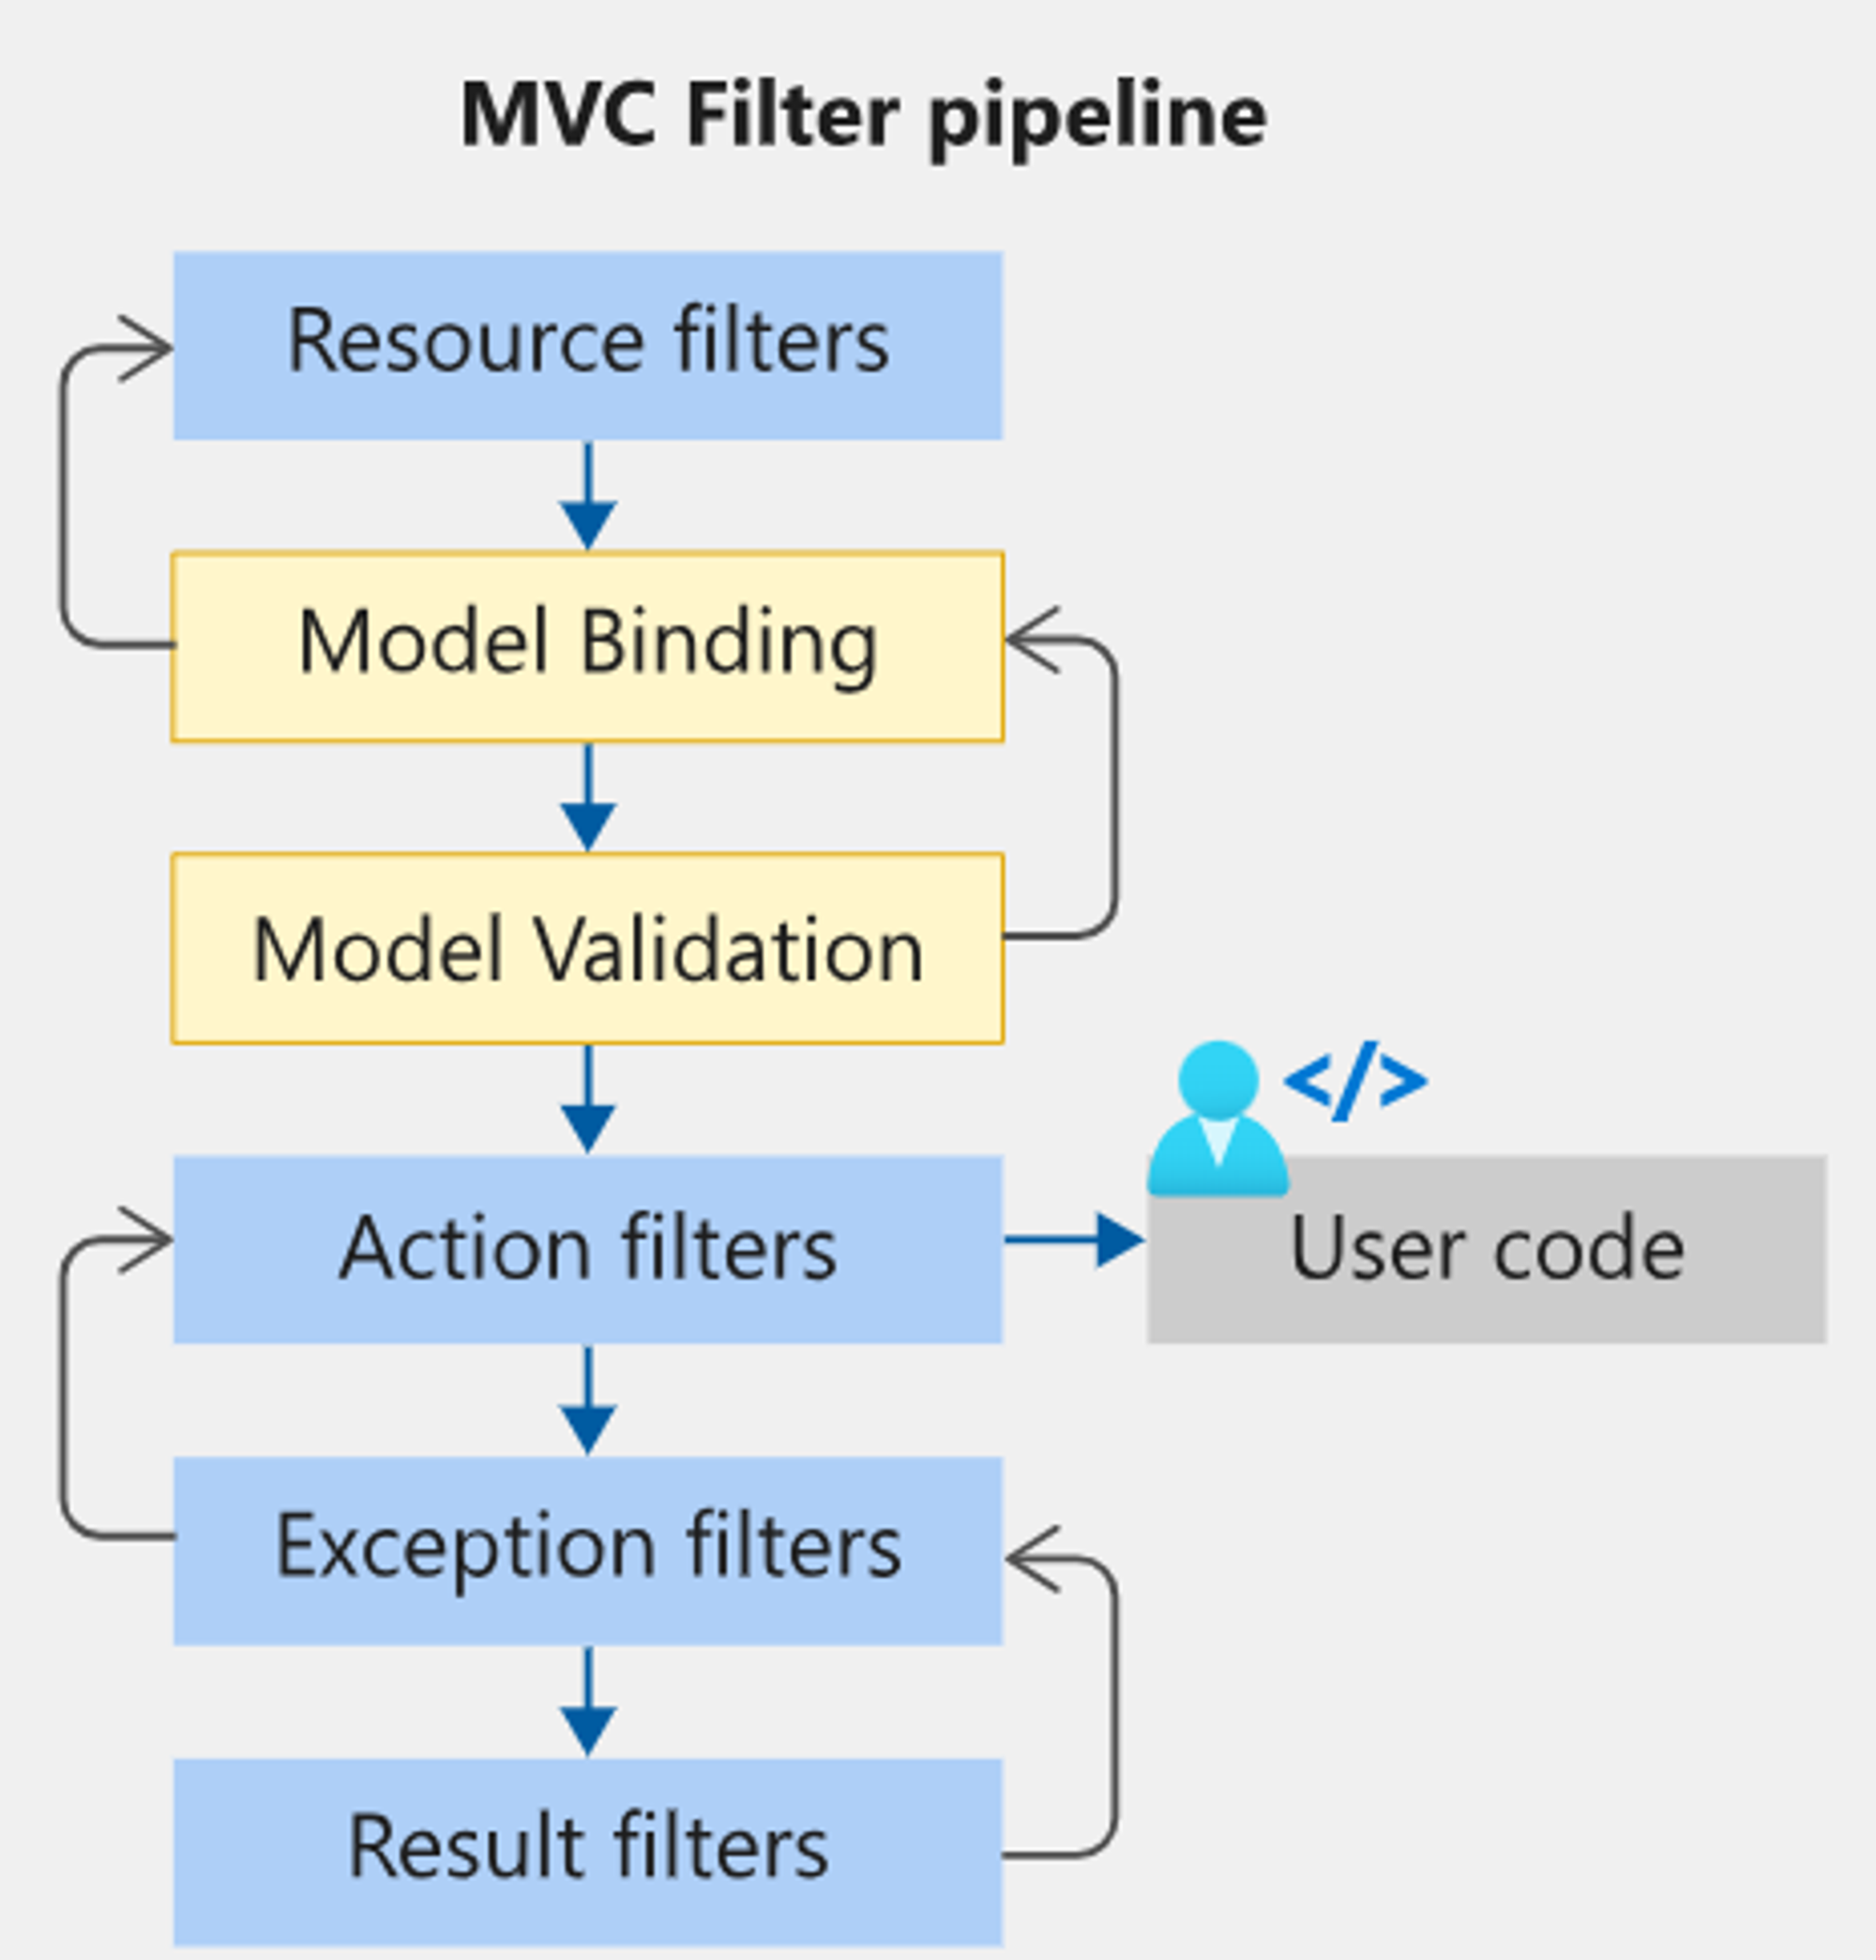 MVC Filter pipeline
Resource filters
Model Binding
Model Validation
</>
Action filters
User code
Exception filters
Result filters